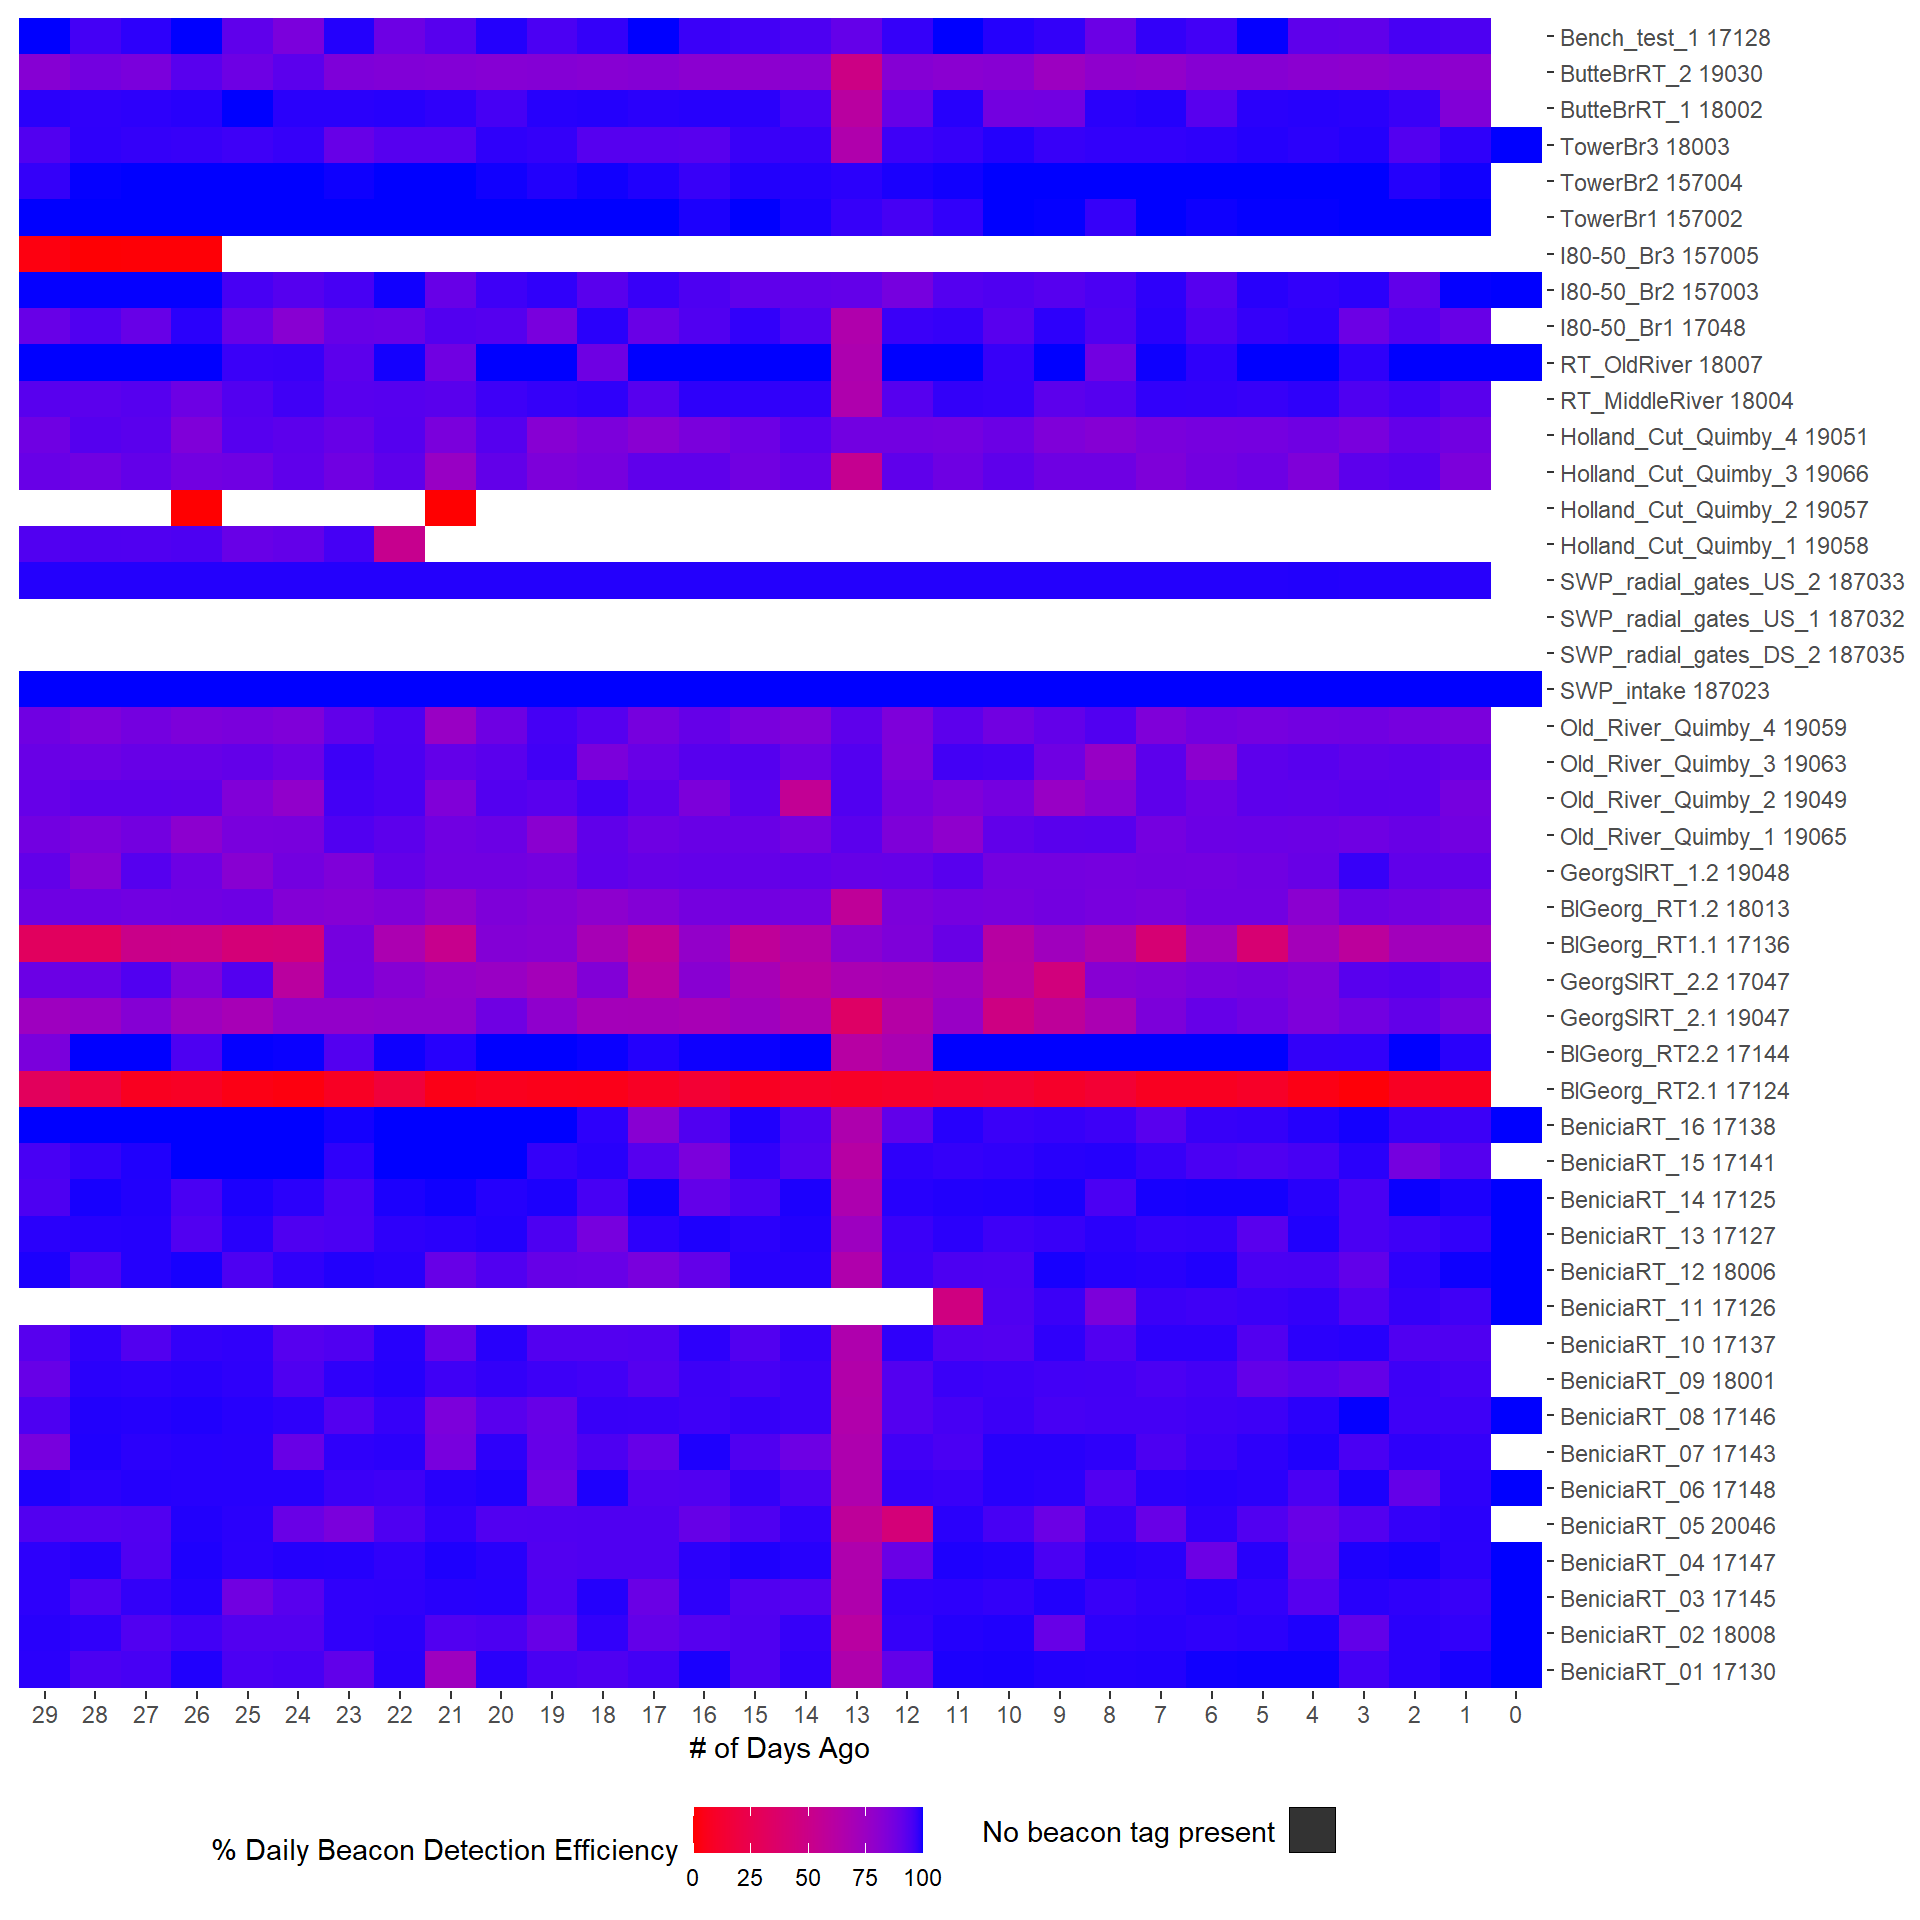 Bench_test_1 17128
ButteBrRT_2 19030
ButteBrRT_1 18002
TowerBr3 18003
TowerBr2 157004
TowerBr1 157002
I80-50_Br3 157005
I80-50_Br2 157003
I80-50_Br1 17048
RT_OldRiver 18007
RT_MiddleRiver 18004
Holland_Cut_Quimby_4 19051
Holland_Cut_Quimby_3 19066
Holland_Cut_Quimby_2 19057
Holland_Cut_Quimby_1 19058
SWP_radial_gates_US_2 187033
SWP_radial_gates_US_1 187032
SWP_radial_gates_DS_2 187035
SWP_intake 187023
Old_River_Quimby_4 19059
Old_River_Quimby_3 19063
Old_River_Quimby_2 19049
Old_River_Quimby_1 19065
GeorgSlRT_1.2 19048
BlGeorg_RT1.2 18013
BlGeorg_RT1.1 17136
GeorgSlRT_2.2 17047
GeorgSlRT_2.1 19047
BlGeorg_RT2.2 17144
BlGeorg_RT2.1 17124
BeniciaRT_16 17138
BeniciaRT_15 17141
BeniciaRT_14 17125
BeniciaRT_13 17127
BeniciaRT_12 18006
BeniciaRT_11 17126
BeniciaRT_10 17137
BeniciaRT_09 18001
BeniciaRT_08 17146
BeniciaRT_07 17143
BeniciaRT_06 17148
BeniciaRT_05 20046
BeniciaRT_04 17147
BeniciaRT_03 17145
BeniciaRT_02 18008
BeniciaRT_01 17130
29 28 27 26 25 24 23 22 21 20 19 18 17 16 15 14 13 12 11 10 9 8 7 6 5 4 3 2 1 0
# of Days Ago
% Daily Beacon Detection Efficiency
0 25 50 75 100
No beacon tag present